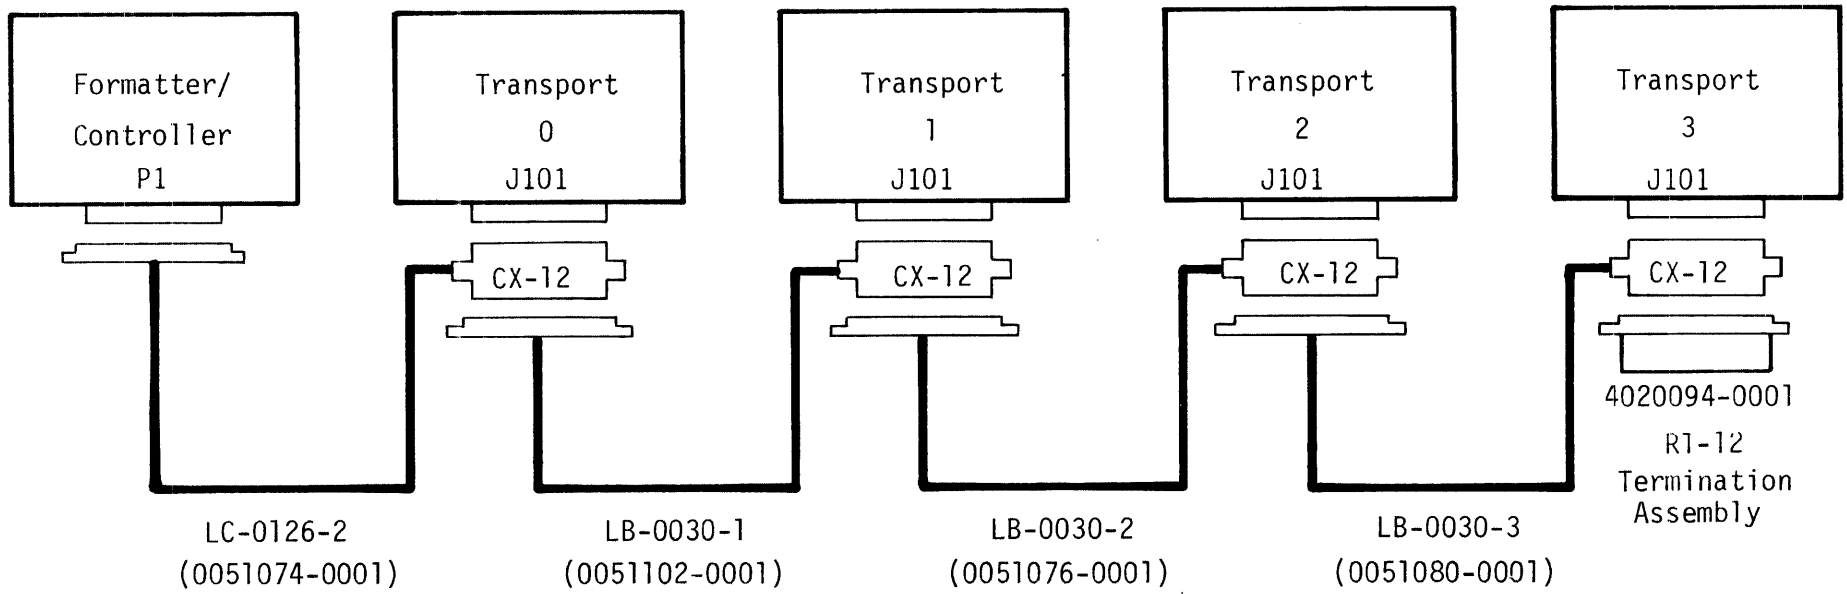 Formatter/
Controller
P1
Transport
0
J101
Transport
1
J101
Transport
2
J101
Transport
3
J101
CX-12
CX-12
CX-12
CX-12
4020094-0001
R1-12
Termination
Assembly
LC-0126-2
(0051074-0001)
LB-0030-1
(0051102-0001)
LB-0030-2
(0051076-0001)
LB-0030-3
(0051080-0001)